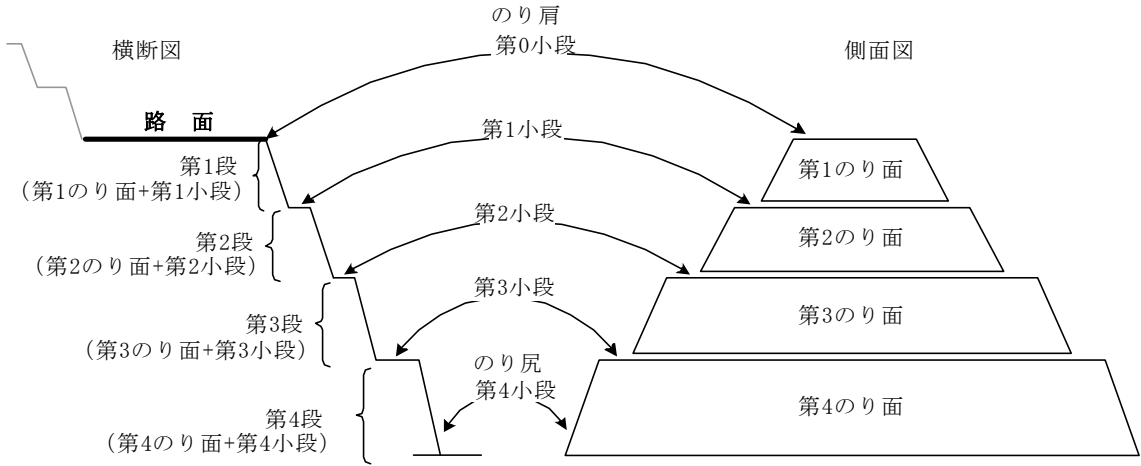 のり肩
第0小段
横断図
側面図
路　面
第1小段
第1段
（第1のり面+第1小段）
第1のり面
第2小段
第2段
（第2のり面+第2小段）
第2のり面
第3小段
第3段
（第3のり面+第3小段）
第3のり面
のり尻
第4小段
第4段
（第4のり面+第4小段）
第4のり面